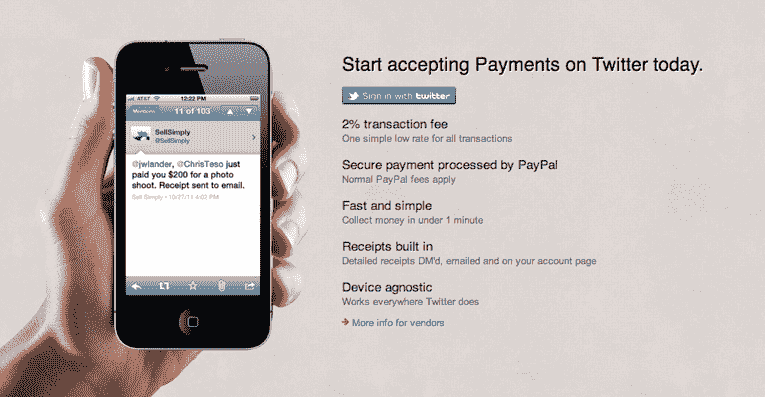 AT&T
12:22 PM
Mentions
11 of 103
SellSimply
@SellSimply
@jwlander, @ChrisTeso just
paid you $200 for a photo
shoot. Receipt sent to email.
Sell Simply • 10/27/11 4:02 PM
Start accepting Payments on Twitter today.
Sign in with twitter
2% transaction fee
One simple low rate for all transactions
Secure payment processed by PayPal
Normal PayPal fees apply
Fast and simple
Collect money in under 1 minute
Receipts built in
Detailed receipts DM'd, emailed and on your account page
Device agnostic
Works everywhere Twitter does
More info for vendors